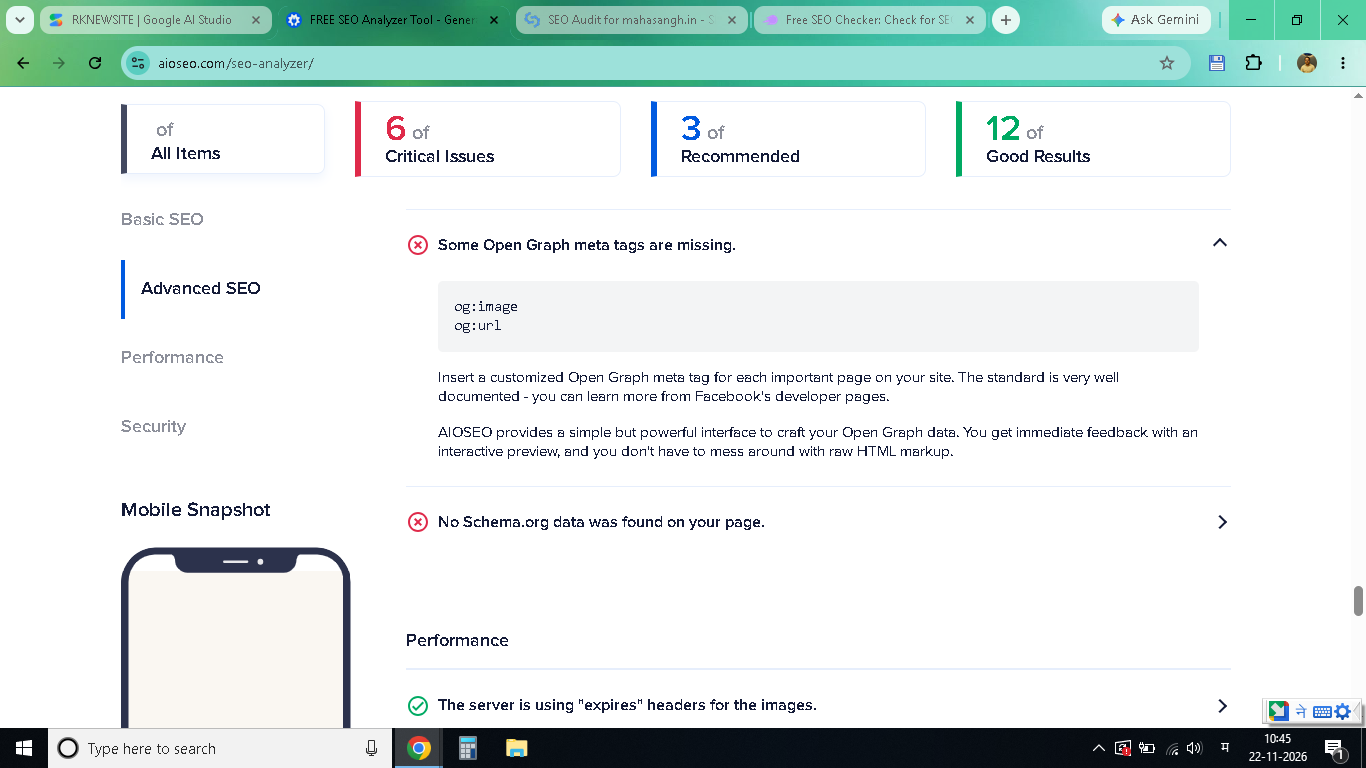 RKNEWSITE | Google AI Studio
FREE SEO Analyzer Tool - Gener
SEO Audit for mahasangh.in - S
Free SEO Checker: Check for SE
Ask Gemini
aioseo.com/seo-analyzer/
of
All Items
6 of
Critical Issues
3 of
Recommended
12 of
Good Results
Basic SEO
Advanced SEO
Performance
Security
Mobile Snapshot
Some Open Graph meta tags are missing.
og:image
og:url
Insert a customized Open Graph meta tag for each important page on your site. The standard is very well
documented - you can learn more from Facebook's developer pages.
AIOSEO provides a simple but powerful interface to craft your Open Graph data. You get immediate feedback with an
interactive preview, and you don't have to mess around with raw HTML markup.
No Schema.org data was found on your page.
Performance
The server is using "expires" headers for the images.
Type here to search
म
10:45
22-11-2026
1